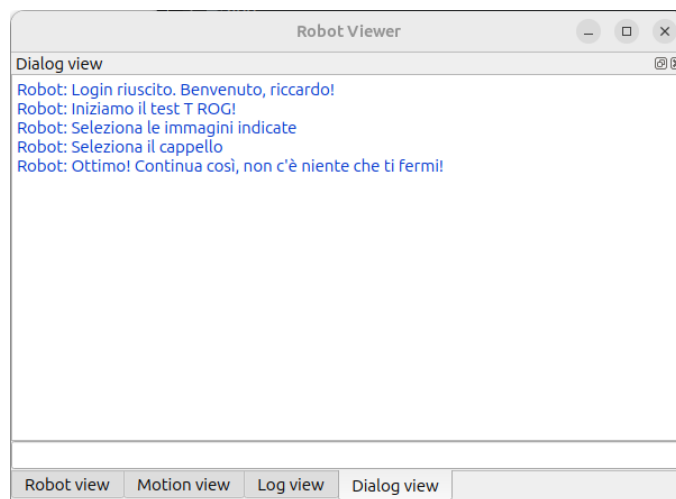 Robot Viewer
Dialog view
Robot: Login riuscito. Benvenuto, riccardo!
Robot: Iniziamo il test T ROG!
Robot: Seleziona le immagini indicate
Robot: Seleziona il cappello
Robot: Ottimo! Continua così, non c'è niente che ti fermi!
Robot view Motion view Log view Dialog view